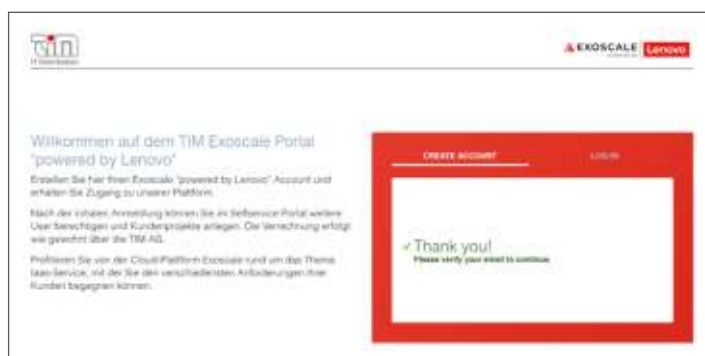 TIM
IT Distribution
EXOSCALE
Lenovo
Willkommen auf dem TIM Exoscale Portal
"powered by Lenovo"
Erstellen Sie hier Ihren Exoscale "powered by Lenovo" Account und
erhalten Sie Zugang zu unserer Plattform.
Nach der initialen Anmeldung können Sie im Selfservice Portal weitere
User berechtigen und Kundenprojekte anlegen. Die Verrechnung erfolgt
wie gewohnt über die TIM AG.
Profitieren Sie von der Cloud-Plattform Exoscale rund um das Thema
Iaas-Service, mit der Sie den verschiedensten Anforderungen Ihrer
Kunden begegnen können.
CREATE ACCOUNT
LOG IN
✓ Thank you!
Please verify your email to continue.